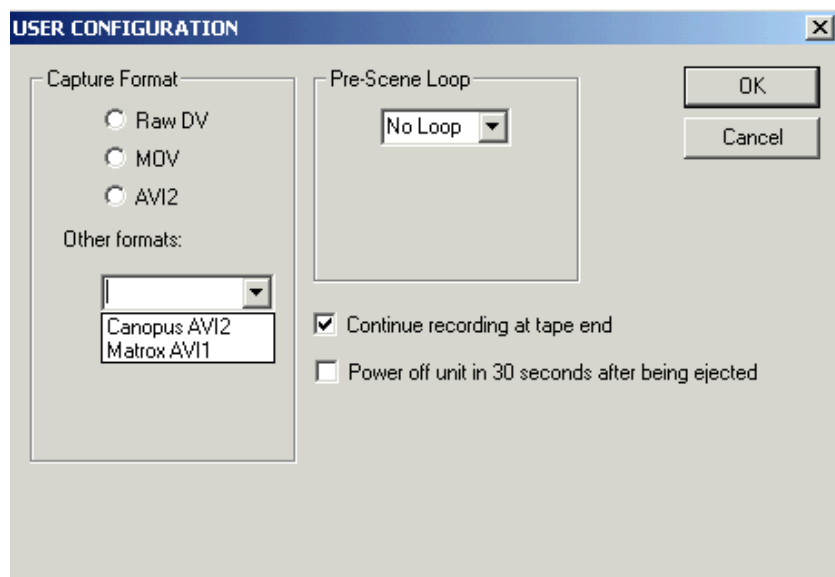 USER CONFIGURATION
Capture Format
Raw DV
MOV
AVI2
Other formats:
Canopus AVI2
Matrox AVI1
Pre-Scene Loop
No Loop
Continue recording at tape end
Power off unit in 30 seconds after being ejected
OK
Cancel